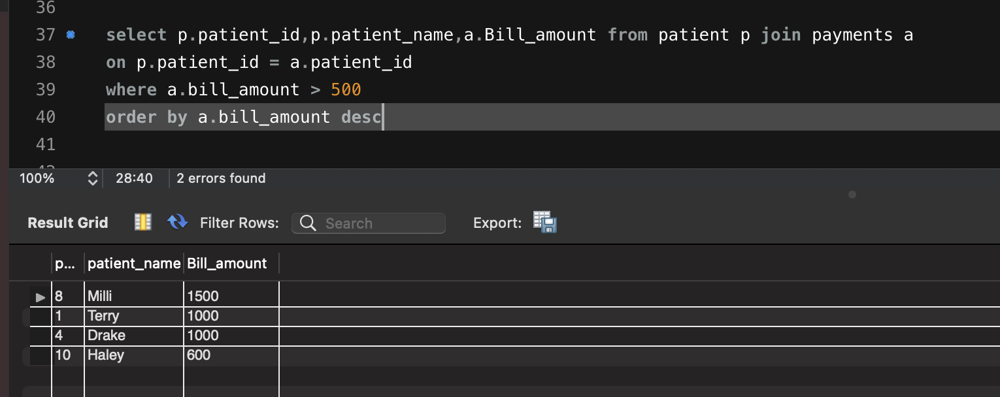 36
37 select p.patient_id,p.patient_name,a.Bill_amount from patient p join payments a
38 on p.patient_id = a.patient_id
39 where a.bill_amount > 500
40 order by a.bill_amount desc
41
100% 28:40 2 errors found
Result Grid Filter Rows: Search Export:
p... patient_name Bill_amount
8 Milli 1500
1 Terry 1000
4 Drake 1000
10 Haley 600